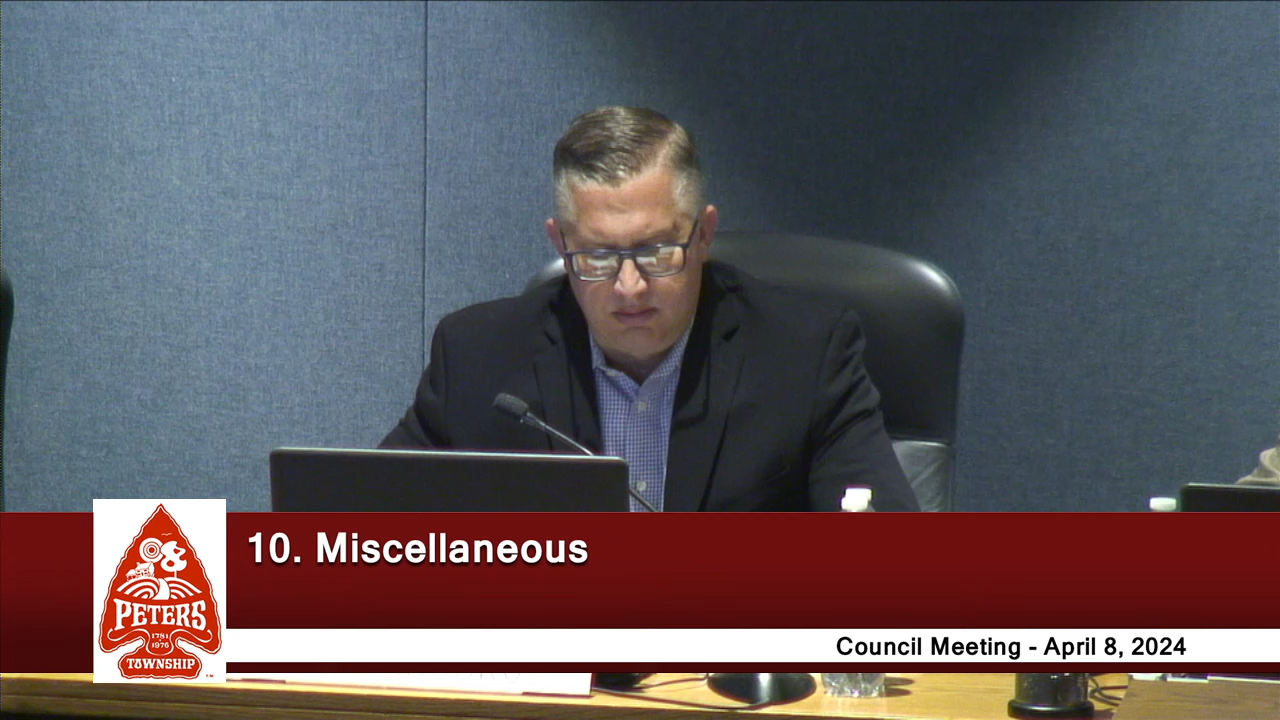 10. Miscellaneous
PETERS
1781
1976
TOWNSHIP
Council Meeting - April 8, 2024